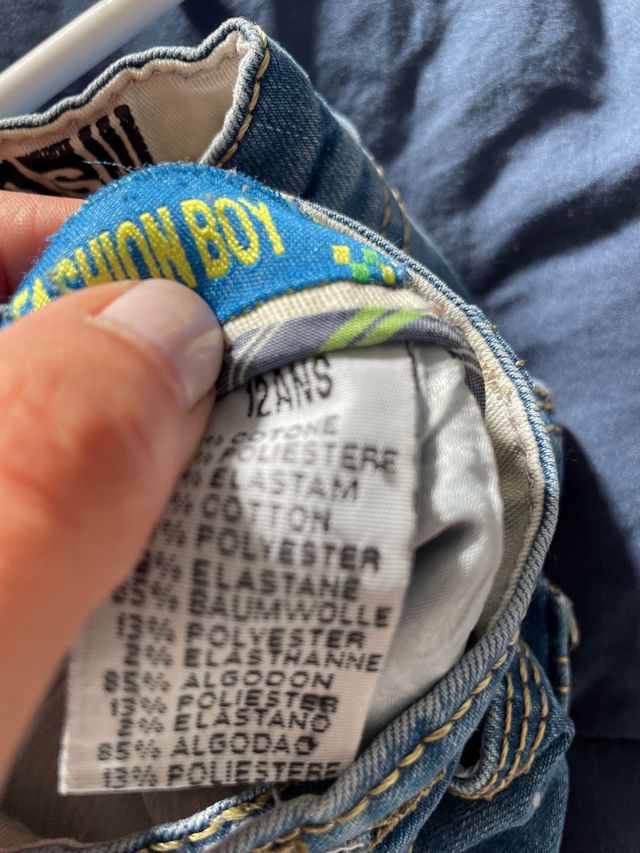 FASHION BOY
12ANS
% COTONE
% POLIESTERE
% ELASTAM
% COTTON
% POLYESTER
% ELASTANE
85% BAUMWOLLE
13% POLYESTER
2% ELASTHANNE
85% ALGODON
13% POLIESTER
2% ELASTANO
85% ALGODAO
13% POLIESTERE